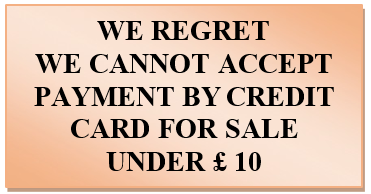 WE REGRET
WE CANNOT ACCEPT
PAYMENT BY CREDIT
CARD FOR SALE
UNDER £ 10